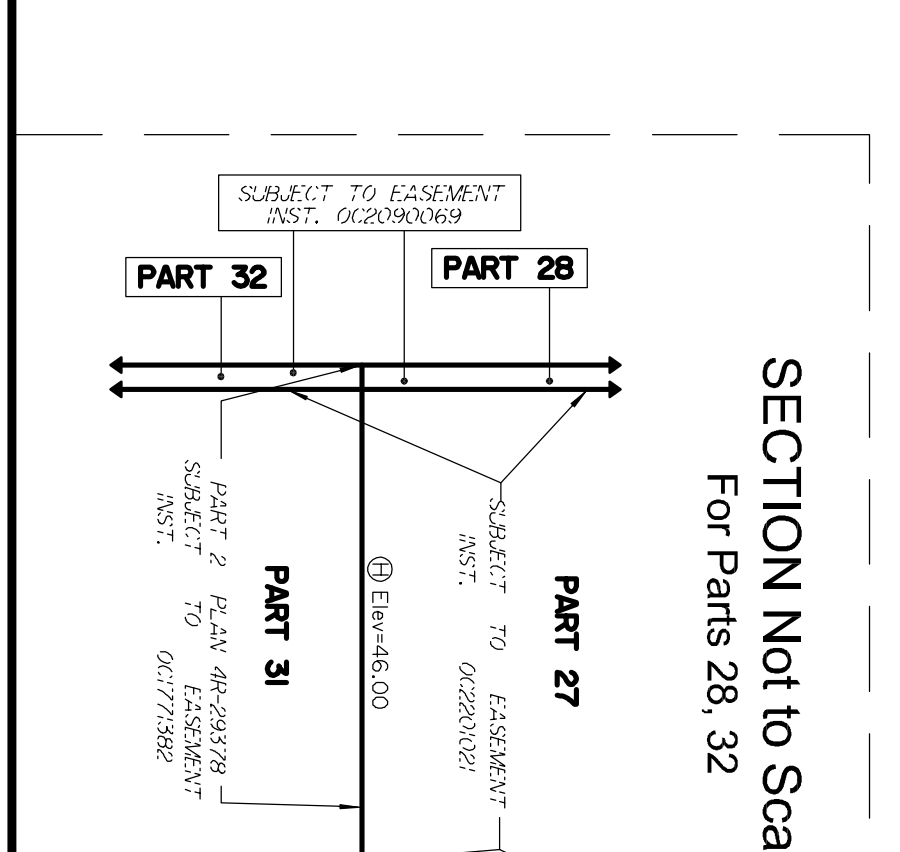 SUBJECT TO EASEMENT
INST. OC2090069
PART 32
PART 28
SECTION Not to Sca
For Parts 28, 32
PART 27
SUBJECT TO EASEMENT
INST. OC2201021
Ⓗ Elev=46.00
PART 31
PART 2 PLAN 4R-29378
SUBJECT TO EASEMENT
INST. OC1771382